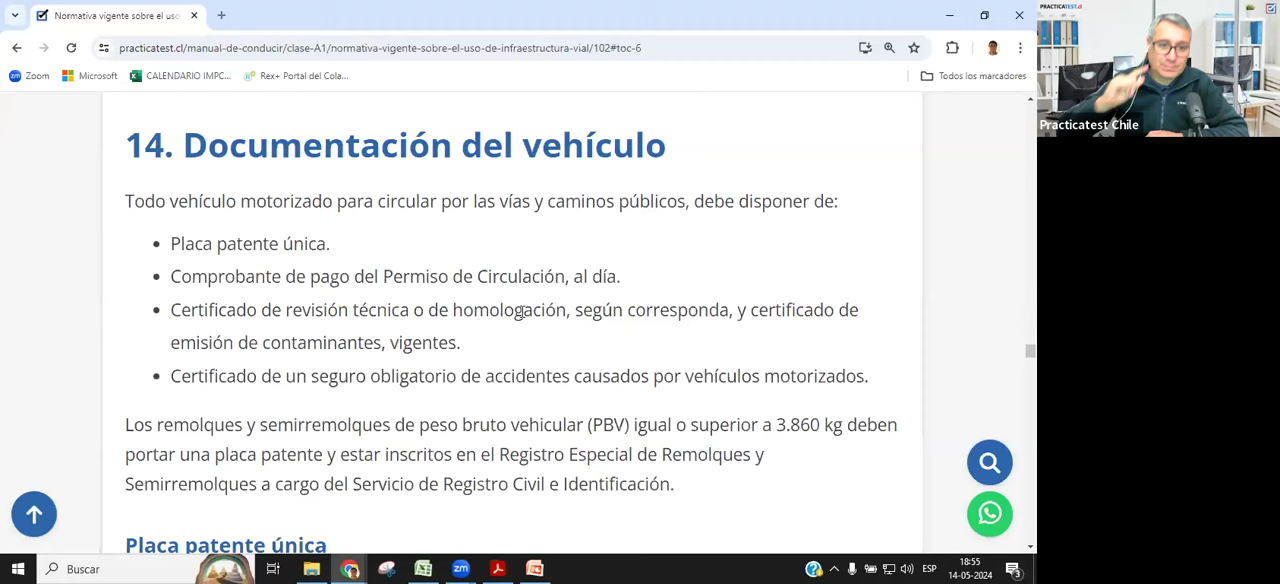 Normativa vigente sobre el uso
practicatest.cl/manual-de-conducir/clase-A1/normativa-vigente-sobre-el-uso-de-infraestructura-vial/102#toc-6
Zoom
Microsoft
CALENDARIO IMPC...
Rex+ Portal del Cola...
Todos los marcadores
PRACTICATEST.cl
Practicatest Chile
14. Documentación del vehículo
Todo vehículo motorizado para circular por las vías y caminos públicos, debe disponer de:
• Placa patente única.
• Comprobante de pago del Permiso de Circulación, al día.
• Certificado de revisión técnica o de homologación, según corresponda, y certificado de
emisión de contaminantes, vigentes.
• Certificado de un seguro obligatorio de accidentes causados por vehículos motorizados.
Los remolques y semirremolques de peso bruto vehicular (PBV) igual o superior a 3.860 kg deben
portar una placa patente y estar inscritos en el Registro Especial de Remolques y
Semirremolques a cargo del Servicio de Registro Civil e Identificación.
Placa patente única
Buscar
zm
ESP
18:55
14-05-2024
3